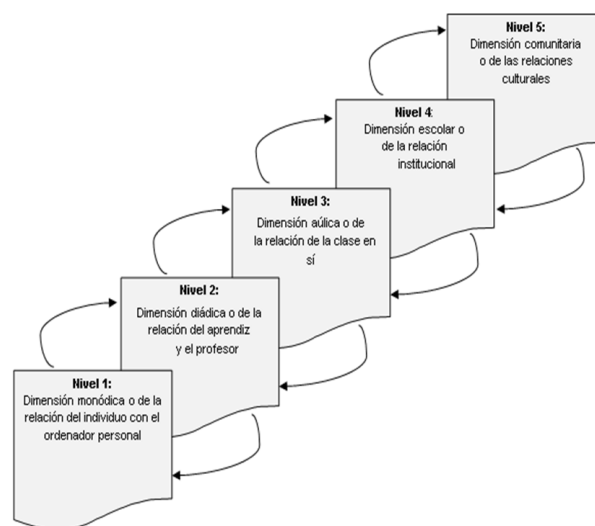 Nivel 5:
Dimensión comunitaria
o de las relaciones
culturales
Nivel 4:
Dimensión escolar o
de la relación
institucional
Nivel 3:
Dimensión aúlica o de
la relación de la clase en
sí
Nivel 2:
Dimensión diádica o de la
relación del aprendiz
y el profesor
Nivel 1:
Dimensión monódica o de la
relación del individuo con el
ordenador personal